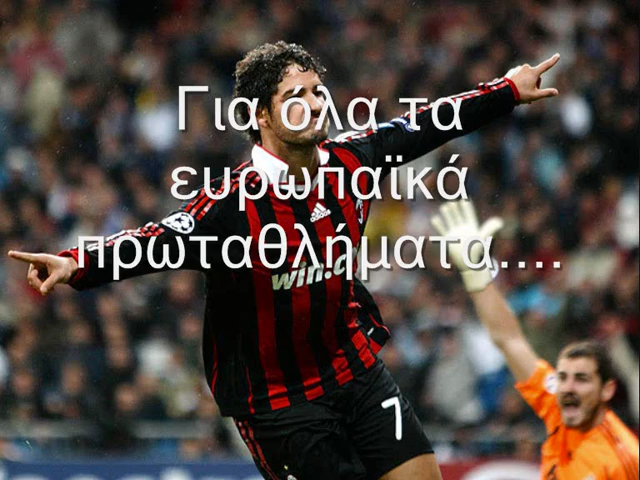 Για όλα τα
ευρωπαϊκά
πρωταθλήματα....
adidas
win.c
7